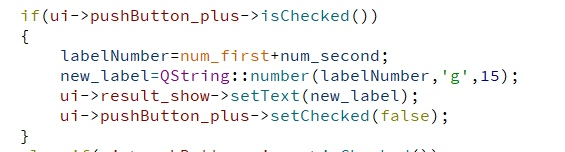 if(ui->pushButton_plus->isChecked())
{
labelNumber=num_first+num_second;
new_label=QString::number(labelNumber,'g',15);
ui->result_show->setText(new_label);
ui->pushButton_plus->setChecked(false);
}